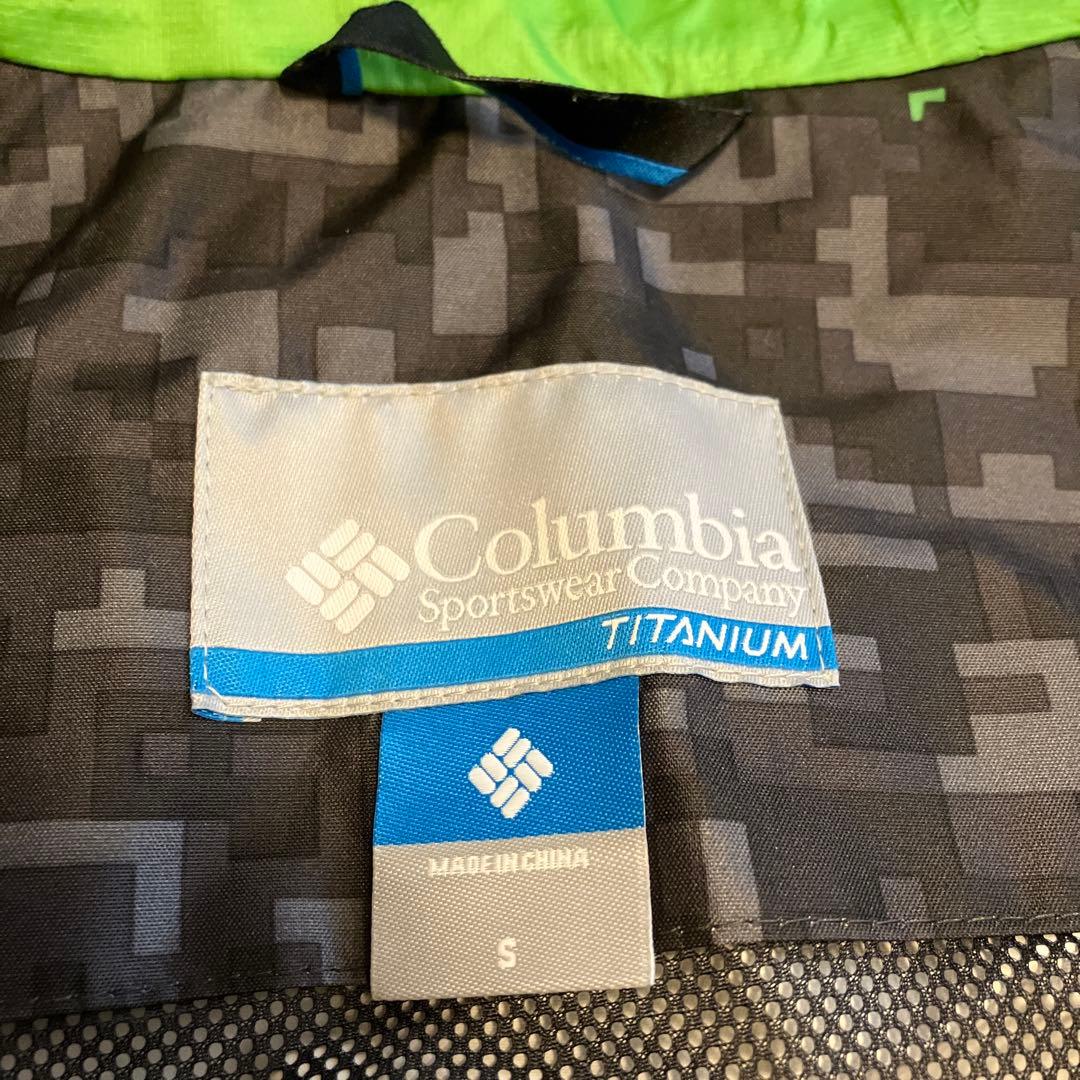 Columbia
Sportswear Company
TITANIUM
MADE IN CHINA
S